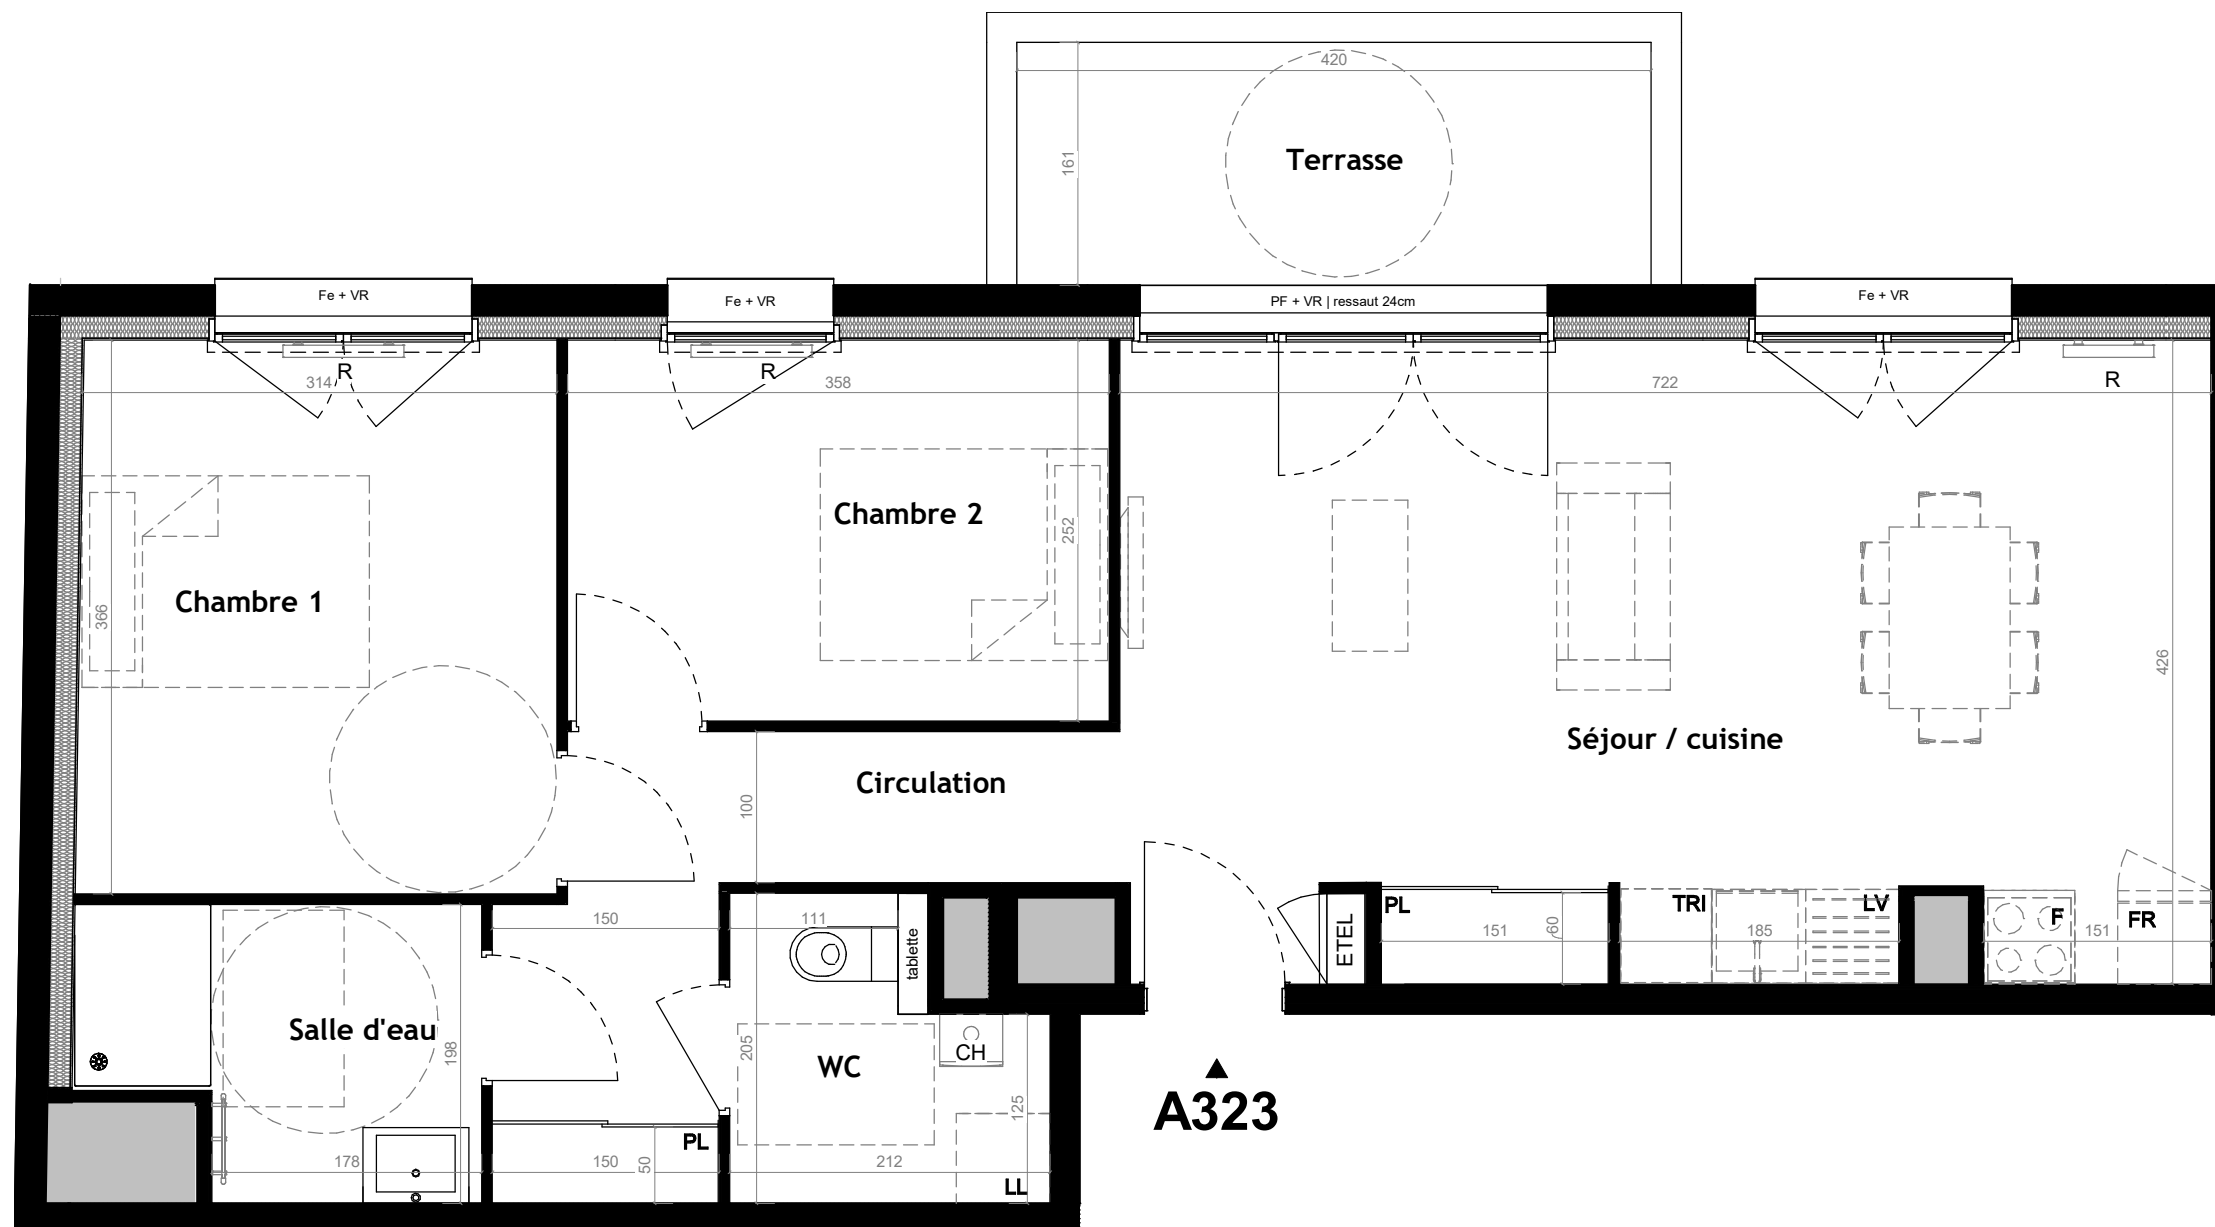 420
161
Terrasse
Fe + VR
Fe + VR
PF + VR | ressaut 24cm
Fe + VR
314
R
R
358
722
R
Chambre 1
366
Chambre 2
252
426
Séjour / cuisine
Circulation
100
150
111
tablette
ETEL
PL
151
60
TRI
185
LV
F
151
FR
Salle d'eau
198
205
WC
CH
125
A323
178
150
50
PL
212
LL